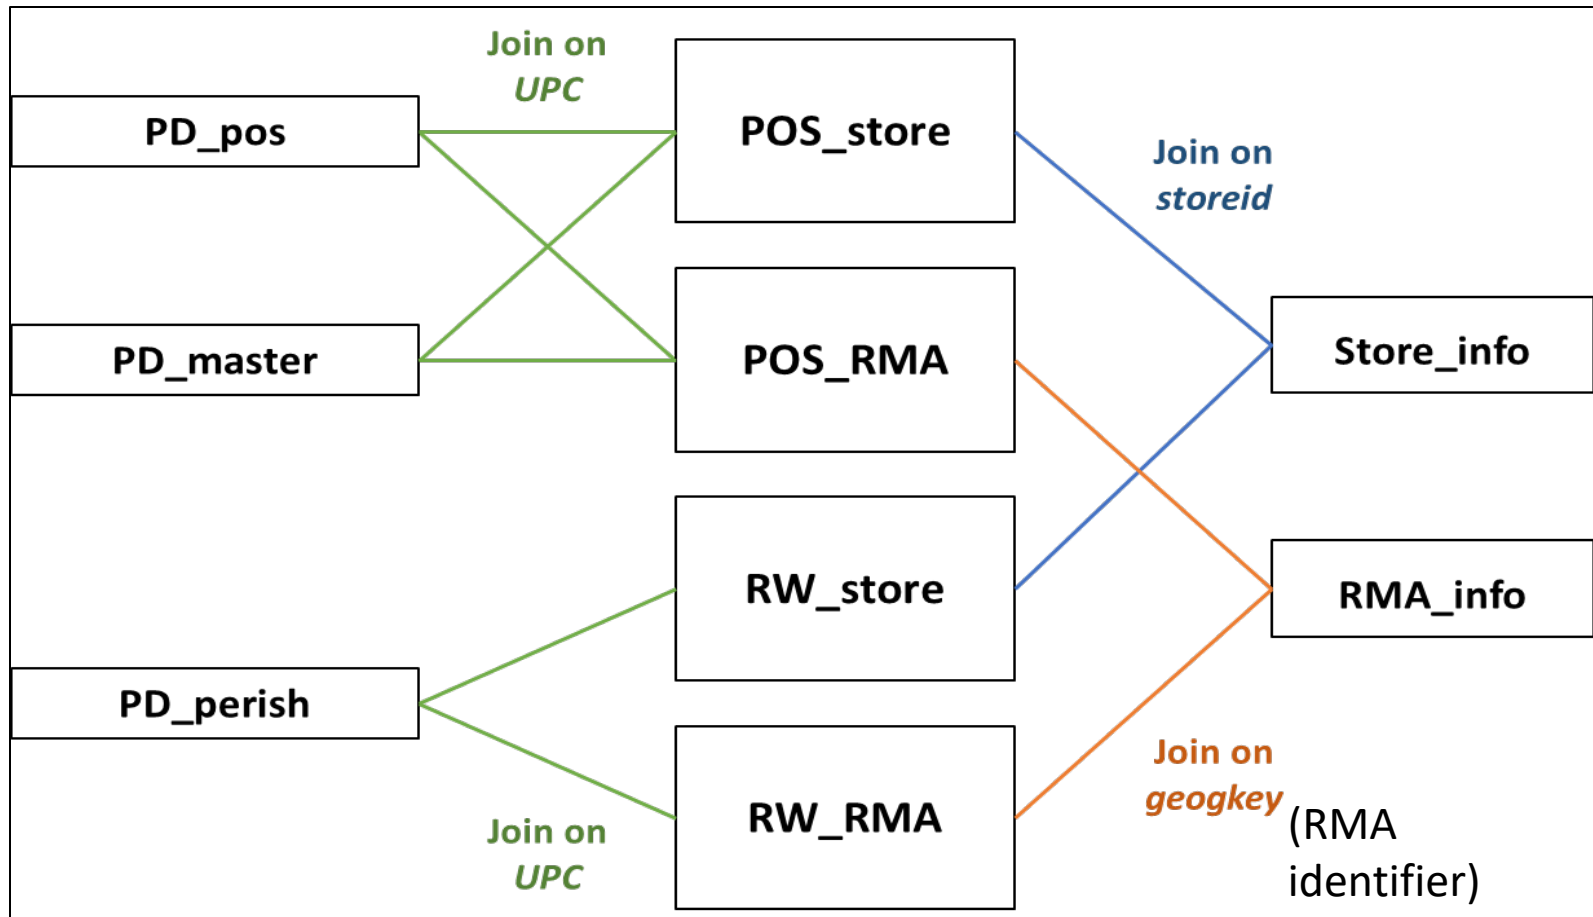 Join on
UPC
PD_pos
POS_store
Join on
storeid
PD_master
POS_RMA
Store_info
RW_store
RMA_info
PD_perish
Join on
geogkey
(RMA
identifier)
RW_RMA
Join on
UPC